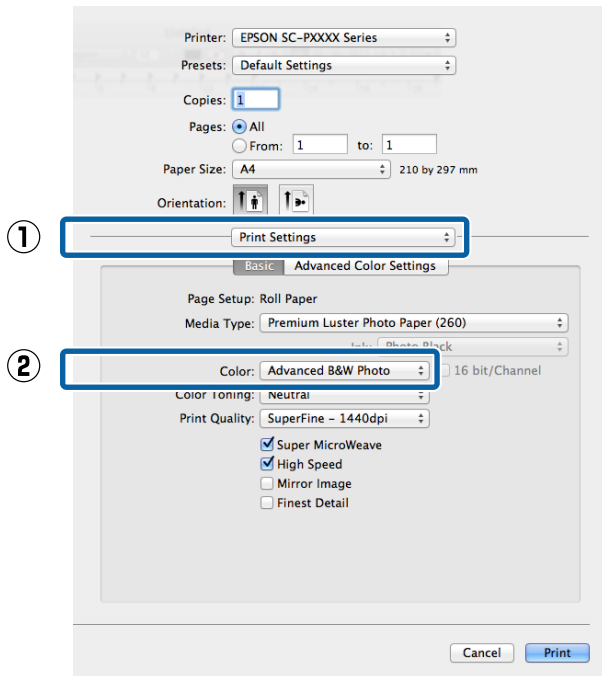 Printer: EPSON SC-PXXXX Series
Presets: Default Settings
Copies: 1
Pages: All
From: 1 to: 1
Paper Size: A4 210 by 297 mm
Orientation:
① Print Settings
Basic Advanced Color Settings
Page Setup: Roll Paper
Media Type: Premium Luster Photo Paper (260)
Ink: Photo Black
② Color: Advanced B&W Photo 16 bit/Channel
Color Toning: Neutral
Print Quality: SuperFine – 1440dpi
Super MicroWeave
High Speed
Mirror Image
Finest Detail
Cancel Print